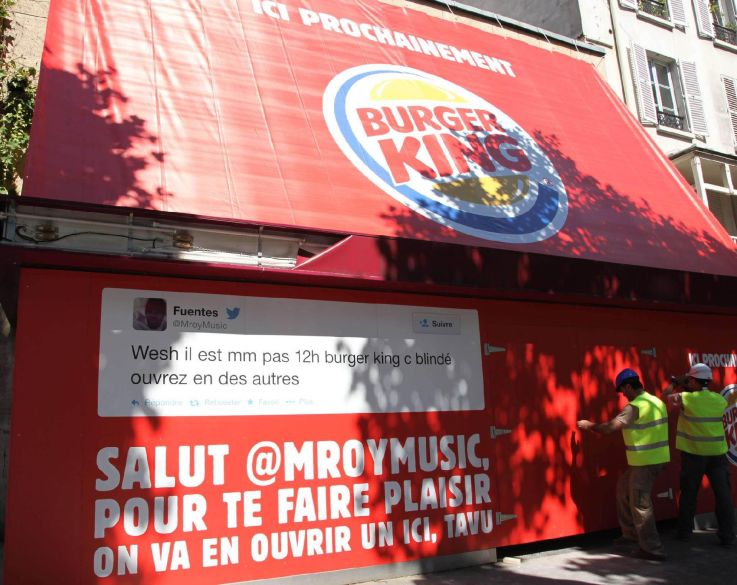 ICI PROCHAINEMENT
BURGER
KING
Fuentes
@MroyMusic
Suivre
Wesh il est mm pas 12h burger king c blindé
ouvrez en des autres
Répondre Retweeter Favori Plus
SALUT @MROYMUSIC,
POUR TE FAIRE PLAISIR
ON VA EN OUVRIR UN ICI, TAVU
ICI PROCHAIN